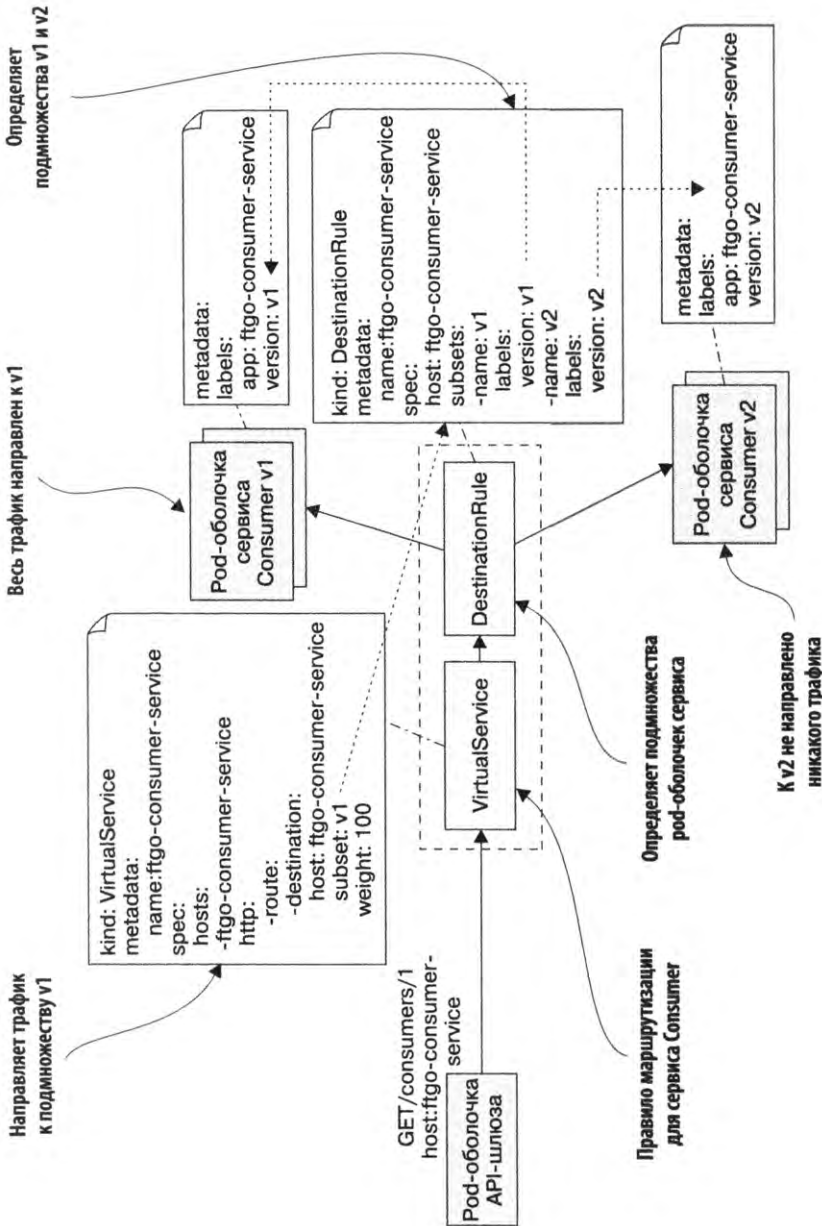 Направляет трафик
к подмножеству v1
Весь трафик направлен к v1
Определяет
подмножества v1 и v2
kind: VirtualService
metadata:
name:ftgo-consumer-service
spec:
hosts:
-ftgo-consumer-service
http:
-route:
-destination:
host: ftgo-consumer-service
subset: v1
weight: 100
Pod-оболочка
сервиса
Consumer v1
metadata:
labels:
app: ftgo-consumer-service
version: v1
kind: DestinationRule
metadata:
name:ftgo-consumer-service
spec:
host: ftgo-consumer-service
subsets:
-name: v1
labels:
version: v1
-name: v2
labels:
version: v2
GET/consumers/1
host:ftgo-consumer-
service
Pod-оболочка
API-шлюза
VirtualService
DestinationRule
Pod-оболочка
сервиса
Consumer v2
metadata:
labels:
app: ftgo-consumer-service
version: v2
Правило маршрутизации
для сервиса Consumer
Определяет подмножества
pod-оболочек сервиса
К v2 не направлено
никакого трафика